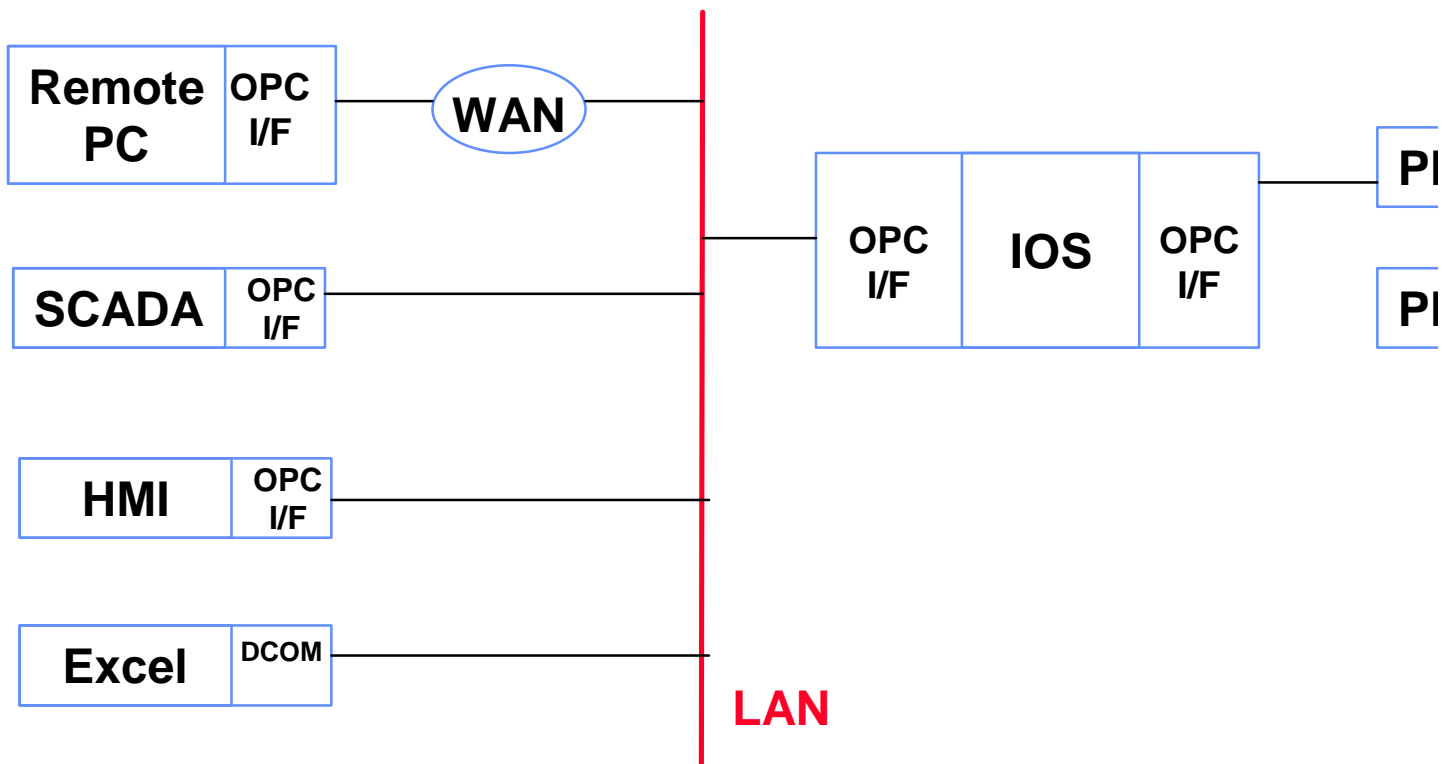 Remote
PC
OPC
I/F
WAN
SCADA
OPC
I/F
HMI
OPC
I/F
Excel
DCOM
LAN
OPC
I/F
IOS
OPC
I/F